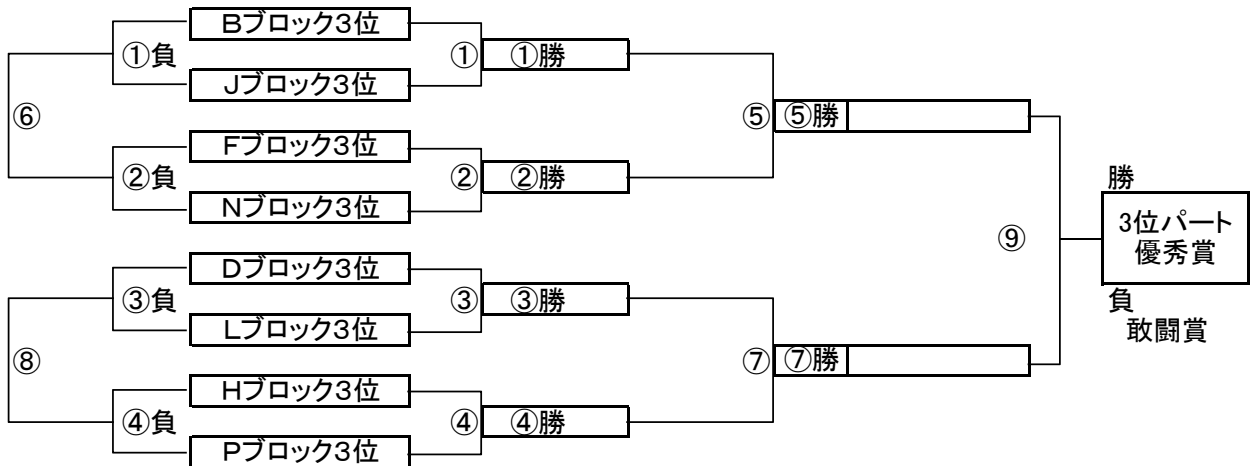 Bブロック3位
①負 ① ①勝
Jブロック3位
⑥ ⑤ ⑤勝
Fブロック3位
②負 ② ②勝
Nブロック3位
勝
3位パート
優秀賞
⑨
Dブロック3位
③負 ③ ③勝
Lブロック3位
負
敢闘賞
⑧ ⑦ ⑦勝
Hブロック3位
④負 ④ ④勝
Pブロック3位